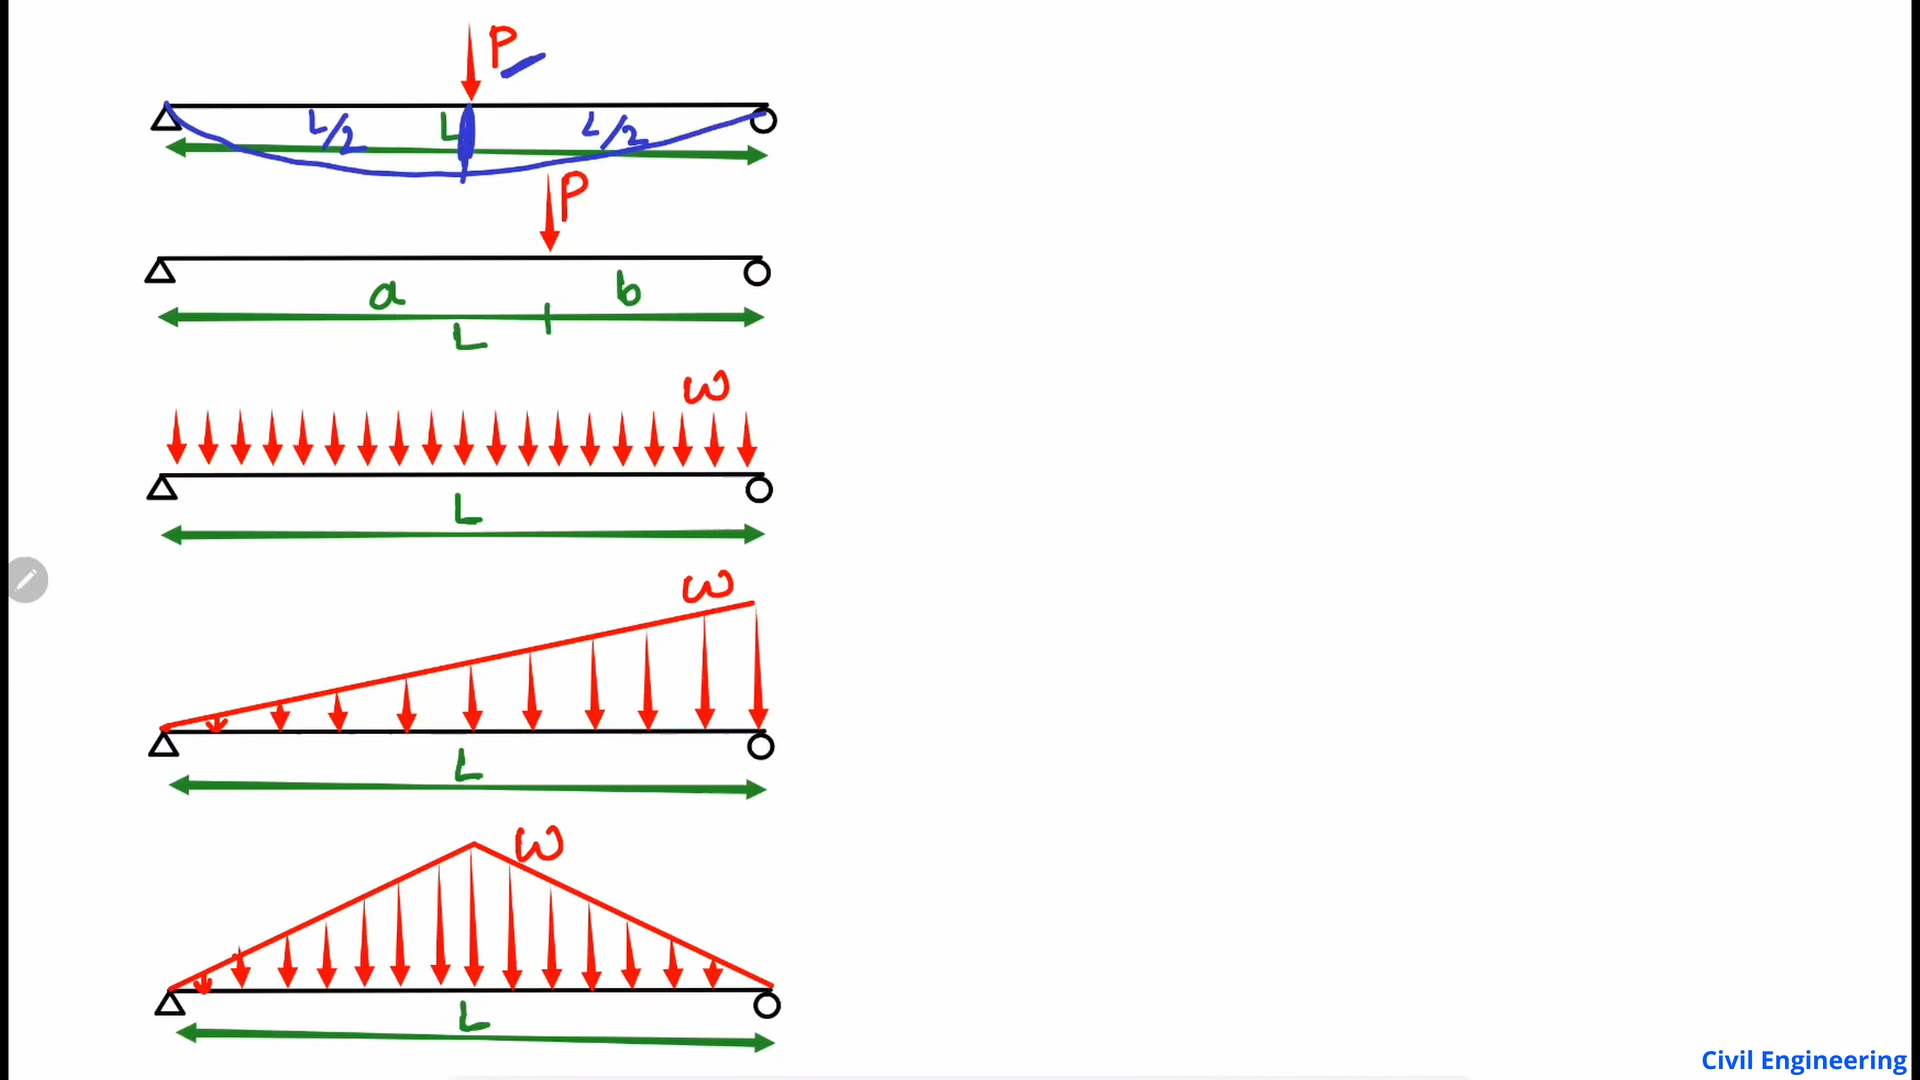 P
L/2 L L/2
P
a b
L
ω
L
ω
L
ω
L
Civil Engineering